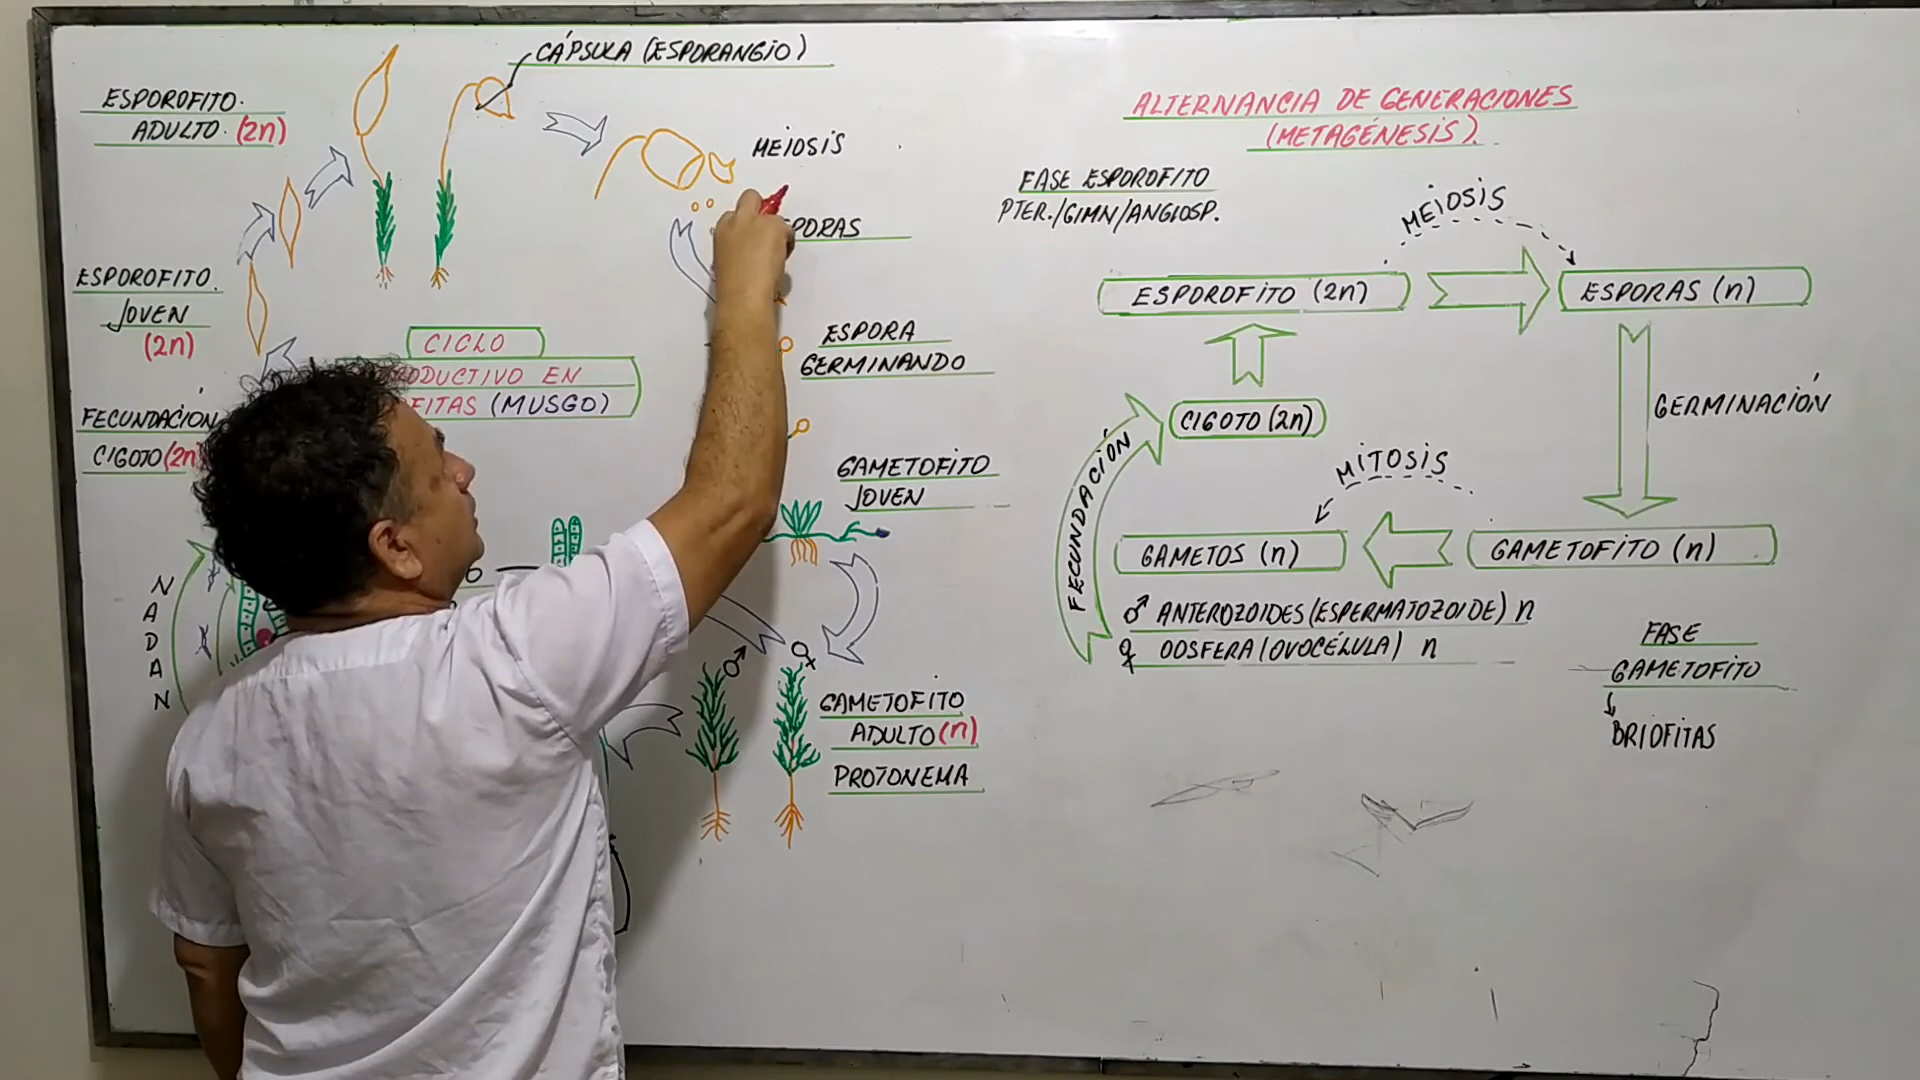 CÁPSULA (ESPORANGIO)
ESPOROFITO
ADULTO (2n)
MEIOSIS
ESPOROFITO
JOVEN
(2n)
CICLO
EN
(MUSGO)
ESPORA
GERMINANDO
FECUNDACIÓN
CIGOTO (2n)
GAMETOFITO
JOVEN
NADAN
♂ ♀
GAMETOFITO
ADULTO (n)
PROTONEMA
ALTERNANCIA DE GENERACIONES
(METAGÉNESIS).
FASE ESPOROFITO
PTER./GIMN/ANGIOSP.
MEIOSIS
ESPOROFITO (2n)
ESPORAS (n)
GERMINACIÓN
CIGOTO (2n)
FECUNDACIÓN
MITOSIS
GAMETOS (n)
GAMETOFITO (n)
♂ ANTEROZOIDES (ESPERMATOZOIDE) n
♀ OOSFERA (OVOCÉLULA) n
FASE
GAMETOFITO
BRIOFITAS